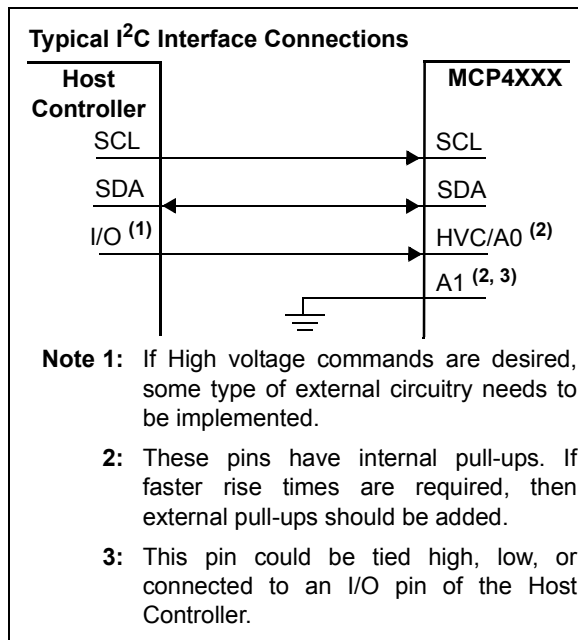 Typical I²C Interface Connections
Host
Controller
MCP4XXX
SCL
SCL
SDA
SDA
I/O (1)
HVC/A0 (2)
A1 (2, 3)
Note 1: If High voltage commands are desired,
some type of external circuitry needs to
be implemented.
2: These pins have internal pull-ups. If
faster rise times are required, then
external pull-ups should be added.
3: This pin could be tied high, low, or
connected to an I/O pin of the Host
Controller.